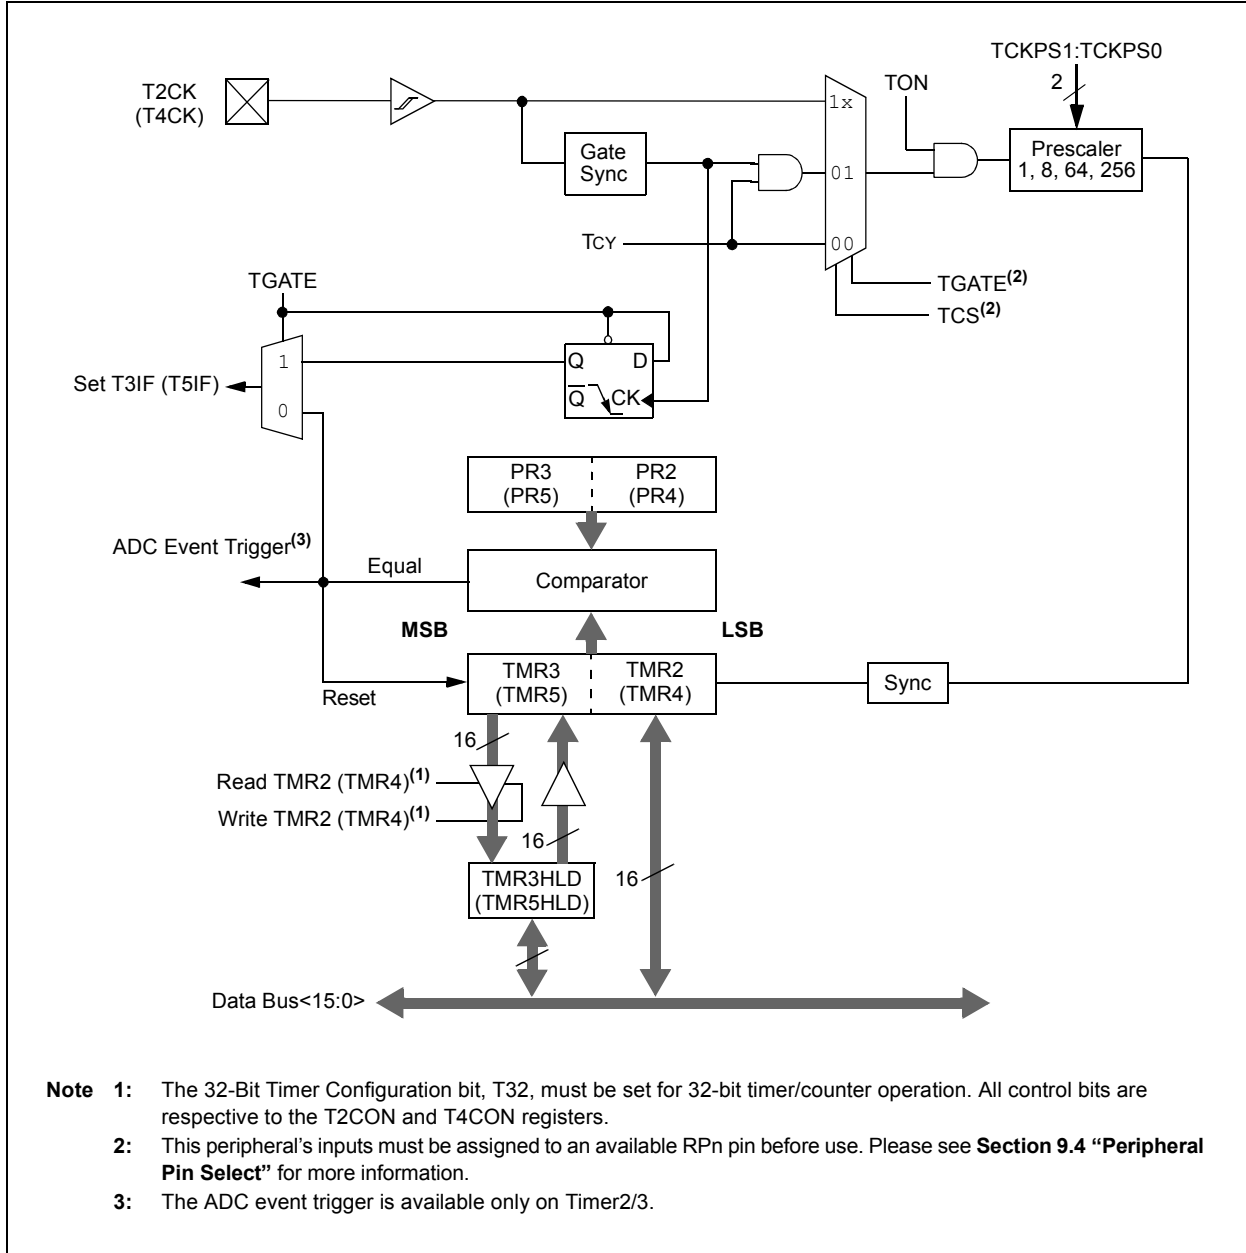 TCKPS1:TCKPS0
2
TON
T2CK
(T4CK)
1x
Gate
Sync
01
Prescaler
1, 8, 64, 256
TCY
00
TGATE
TGATE(2)
TCS(2)
1
Q D
Set T3IF (T5IF)
0
Q CK
PR3
(PR5)
PR2
(PR4)
ADC Event Trigger(3)
Equal
Comparator
MSB
LSB
TMR3
(TMR5)
TMR2
(TMR4)
Sync
Reset
16
Read TMR2 (TMR4)(1)
Write TMR2 (TMR4)(1)
16
16
TMR3HLD
(TMR5HLD)
Data Bus<15:0>
Note 1: The 32-Bit Timer Configuration bit, T32, must be set for 32-bit timer/counter operation. All control bits are
respective to the T2CON and T4CON registers.
2: This peripheral’s inputs must be assigned to an available RPn pin before use. Please see Section 9.4 “Peripheral
Pin Select” for more information.
3: The ADC event trigger is available only on Timer2/3.